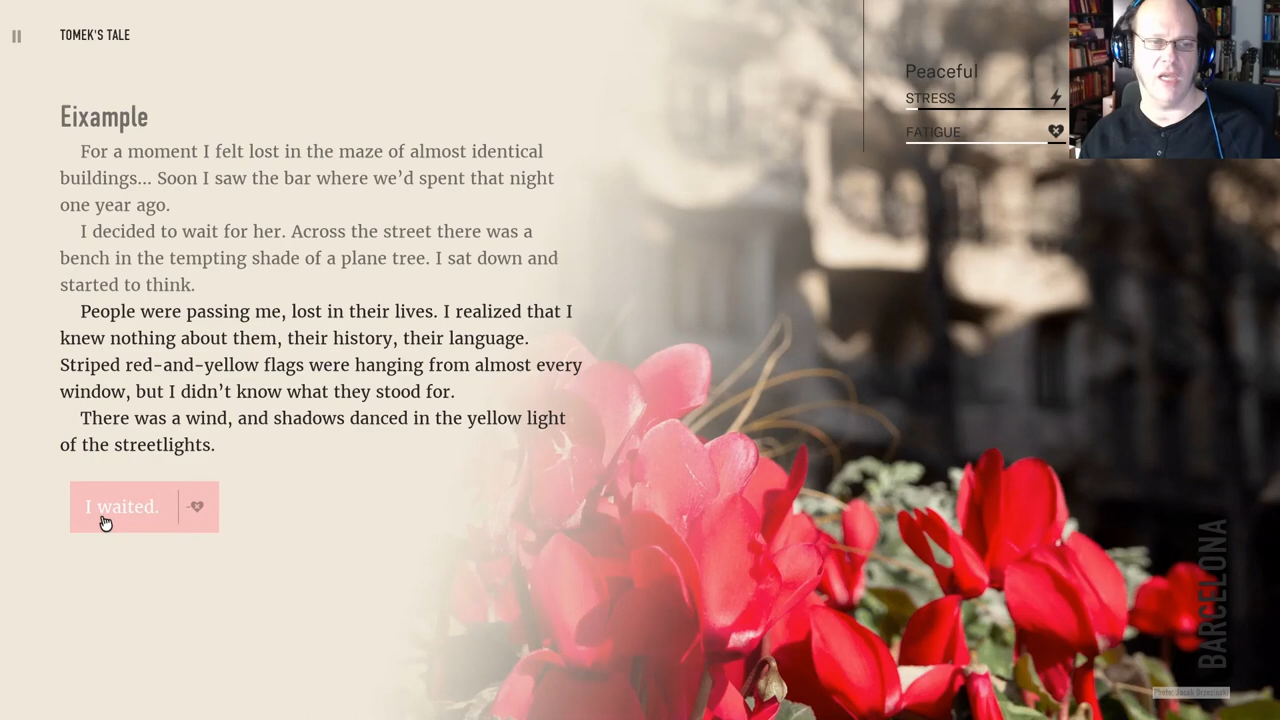 TOMEK'S TALE
Peaceful
STRESS
FATIGUE
Eixample
For a moment I felt lost in the maze of almost identical
buildings... Soon I saw the bar where we’d spent that night
one year ago.
I decided to wait for her. Across the street there was a
bench in the tempting shade of a plane tree. I sat down and
started to think.
People were passing me, lost in their lives. I realized that I
knew nothing about them, their history, their language.
Striped red-and-yellow flags were hanging from almost every
window, but I didn’t know what they stood for.
There was a wind, and shadows danced in the yellow light
of the streetlights.
I waited.
BARCELONA
Photo: Jacek Brzeziński